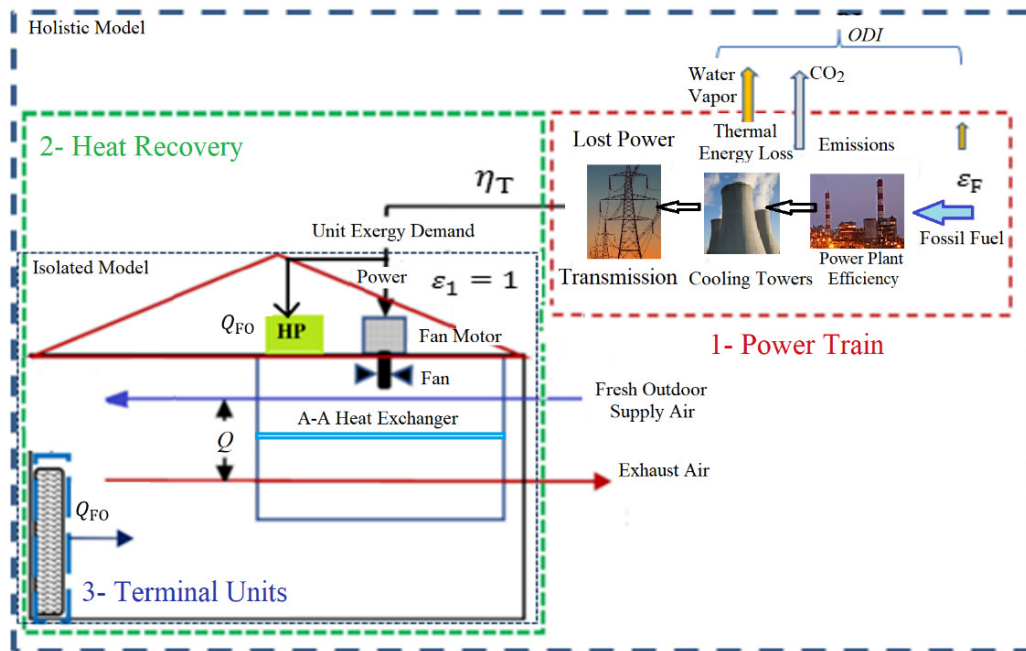 Holistic Model
ODI
Water
Vapor
CO2
2- Heat Recovery
Lost Power
Thermal
Energy Loss
Emissions
ηT
εF
Unit Exergy Demand
Fossil Fuel
Isolated Model
Power
ε1 = 1
Transmission
Cooling Towers
Power Plant
Efficiency
QFO
HP
Fan Motor
1- Power Train
Fan
Fresh Outdoor
Supply Air
A-A Heat Exchanger
Q
Exhaust Air
QFO
3- Terminal Units